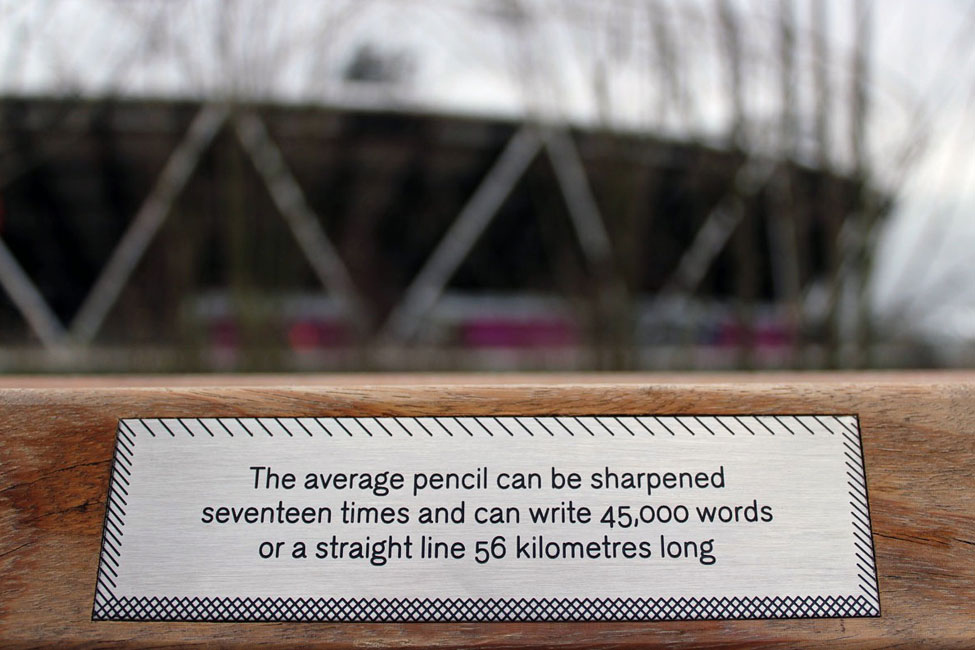 The average pencil can be sharpened
seventeen times and can write 45,000 words
or a straight line 56 kilometres long